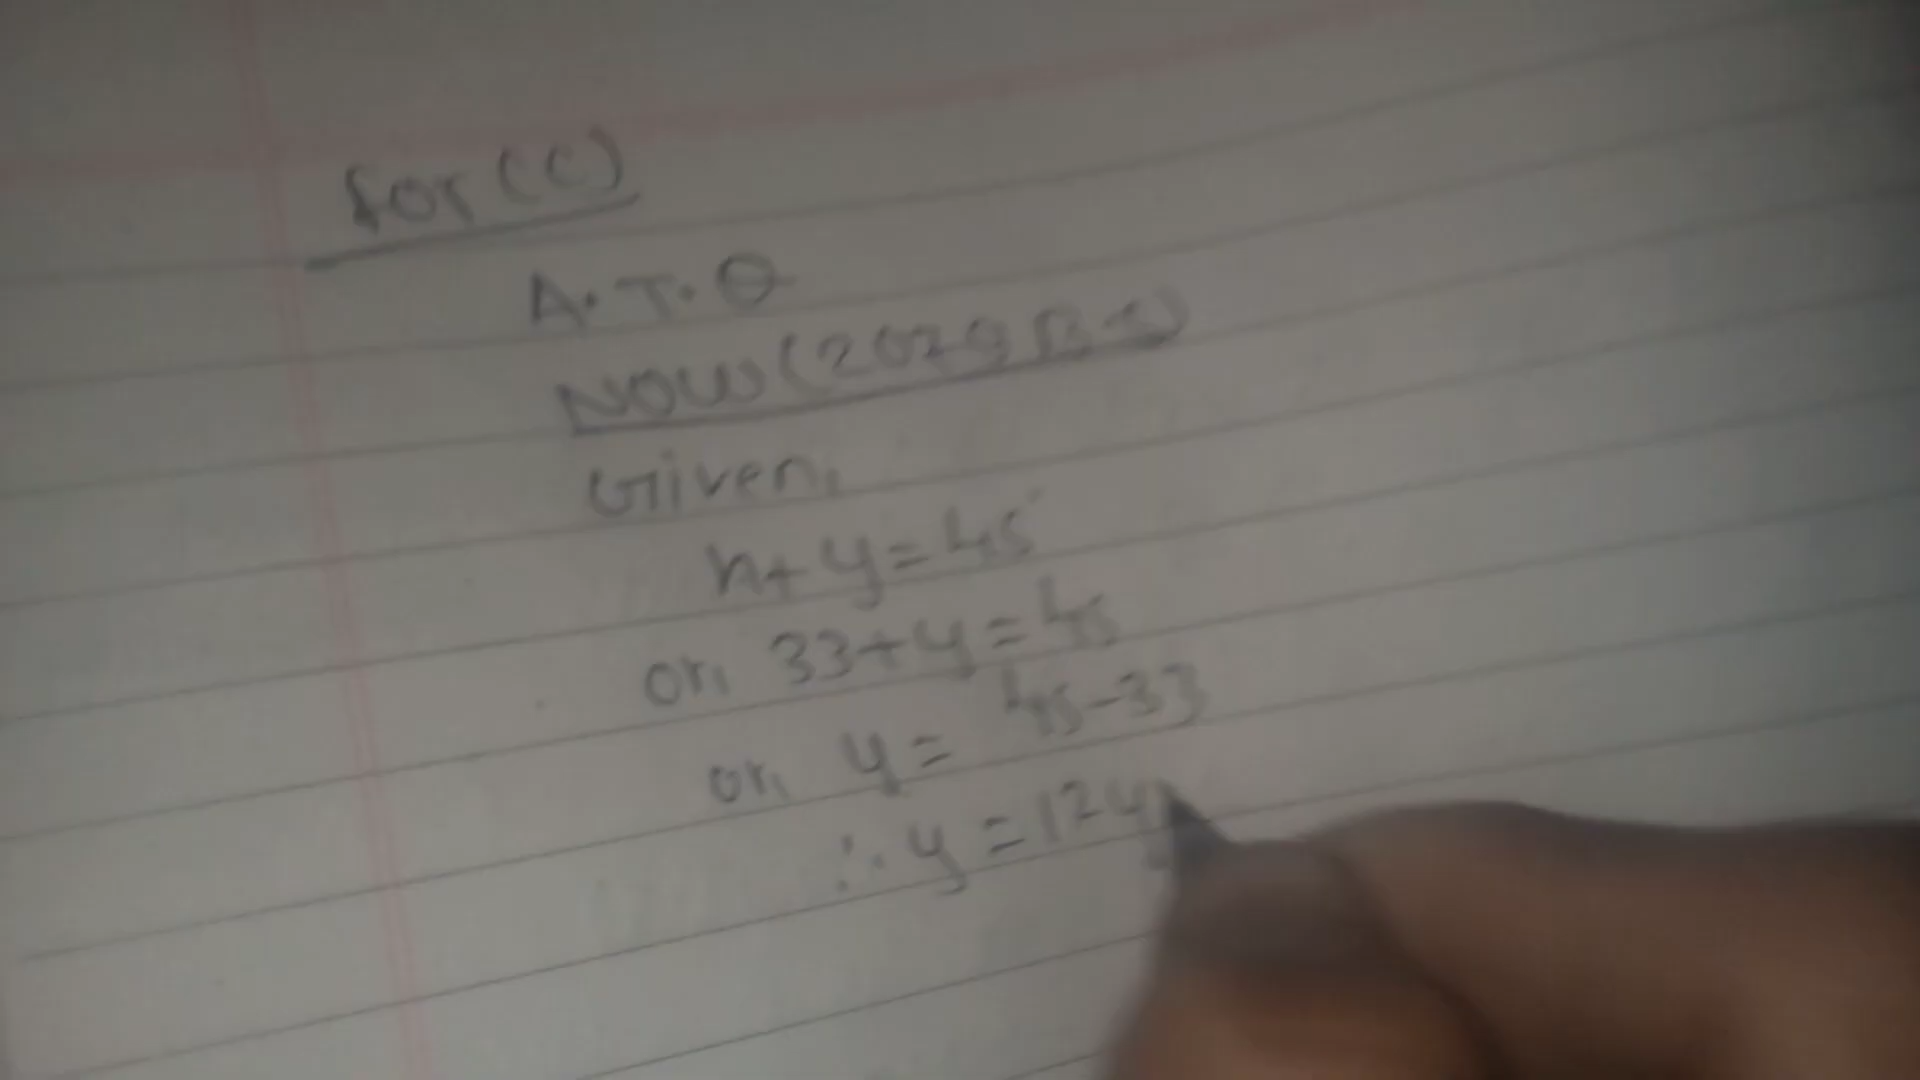 for (c)
A.T.Q
NOW (2079 B.S)
Given,
x + y = 45
or, 33 + y = 45
or, y = 45 - 33
∴ y = 12 y